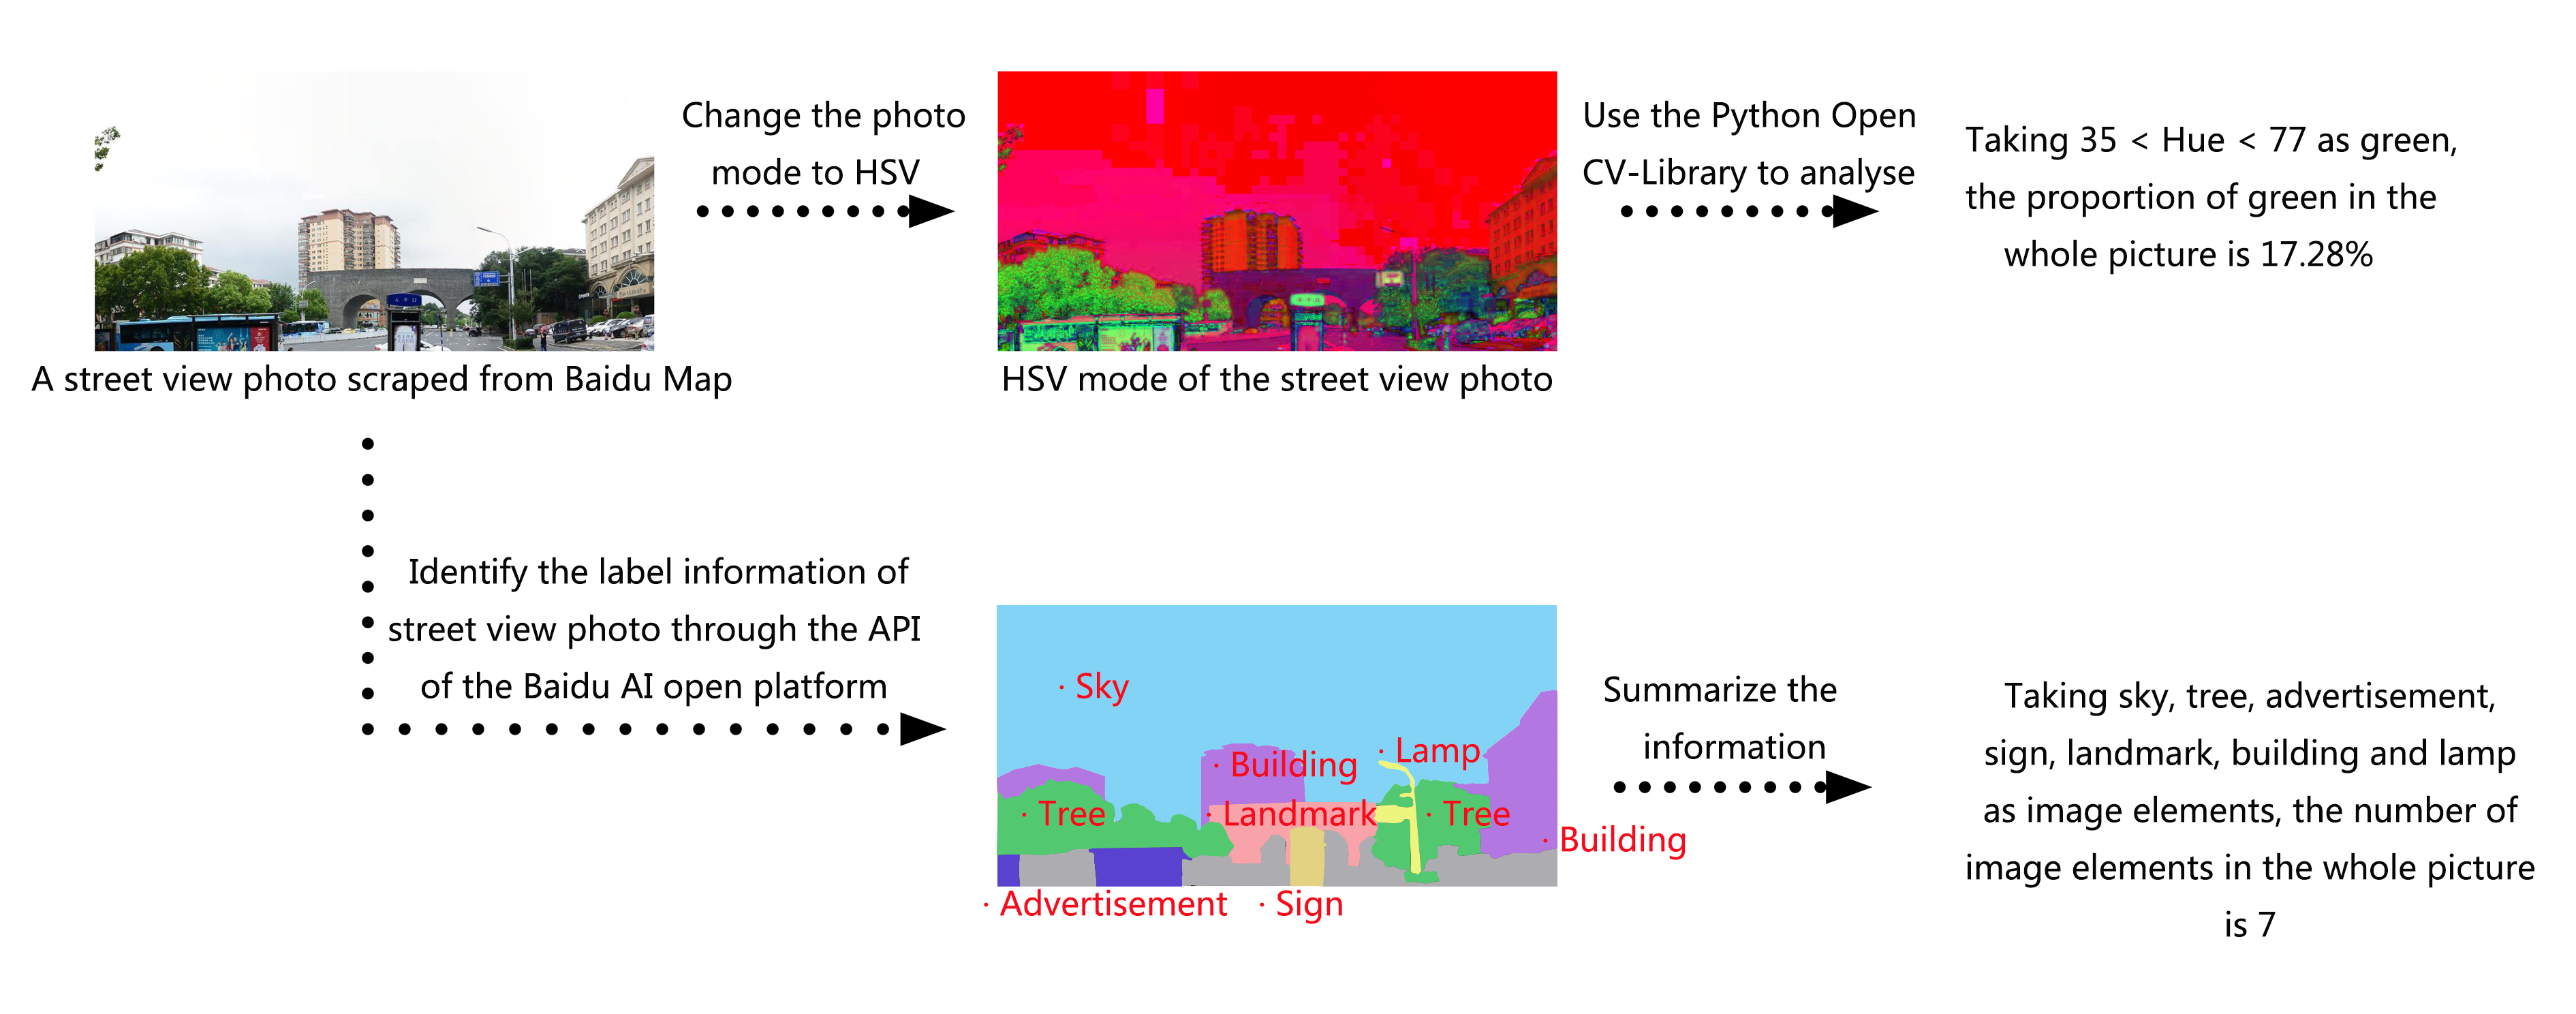 Change the photo
mode to HSV
Use the Python Open
CV-Library to analyse
Taking 35 < Hue < 77 as green,
the proportion of green in the
whole picture is 17.28%
A street view photo scraped from Baidu Map
HSV mode of the street view photo
Identify the label information of
street view photo through the API
of the Baidu AI open platform
· Sky
· Building
· Lamp
· Tree
· Landmark
· Tree
· Building
· Advertisement
· Sign
Summarize the
information
Taking sky, tree, advertisement,
sign, landmark, building and lamp
as image elements, the number of
image elements in the whole picture
is 7